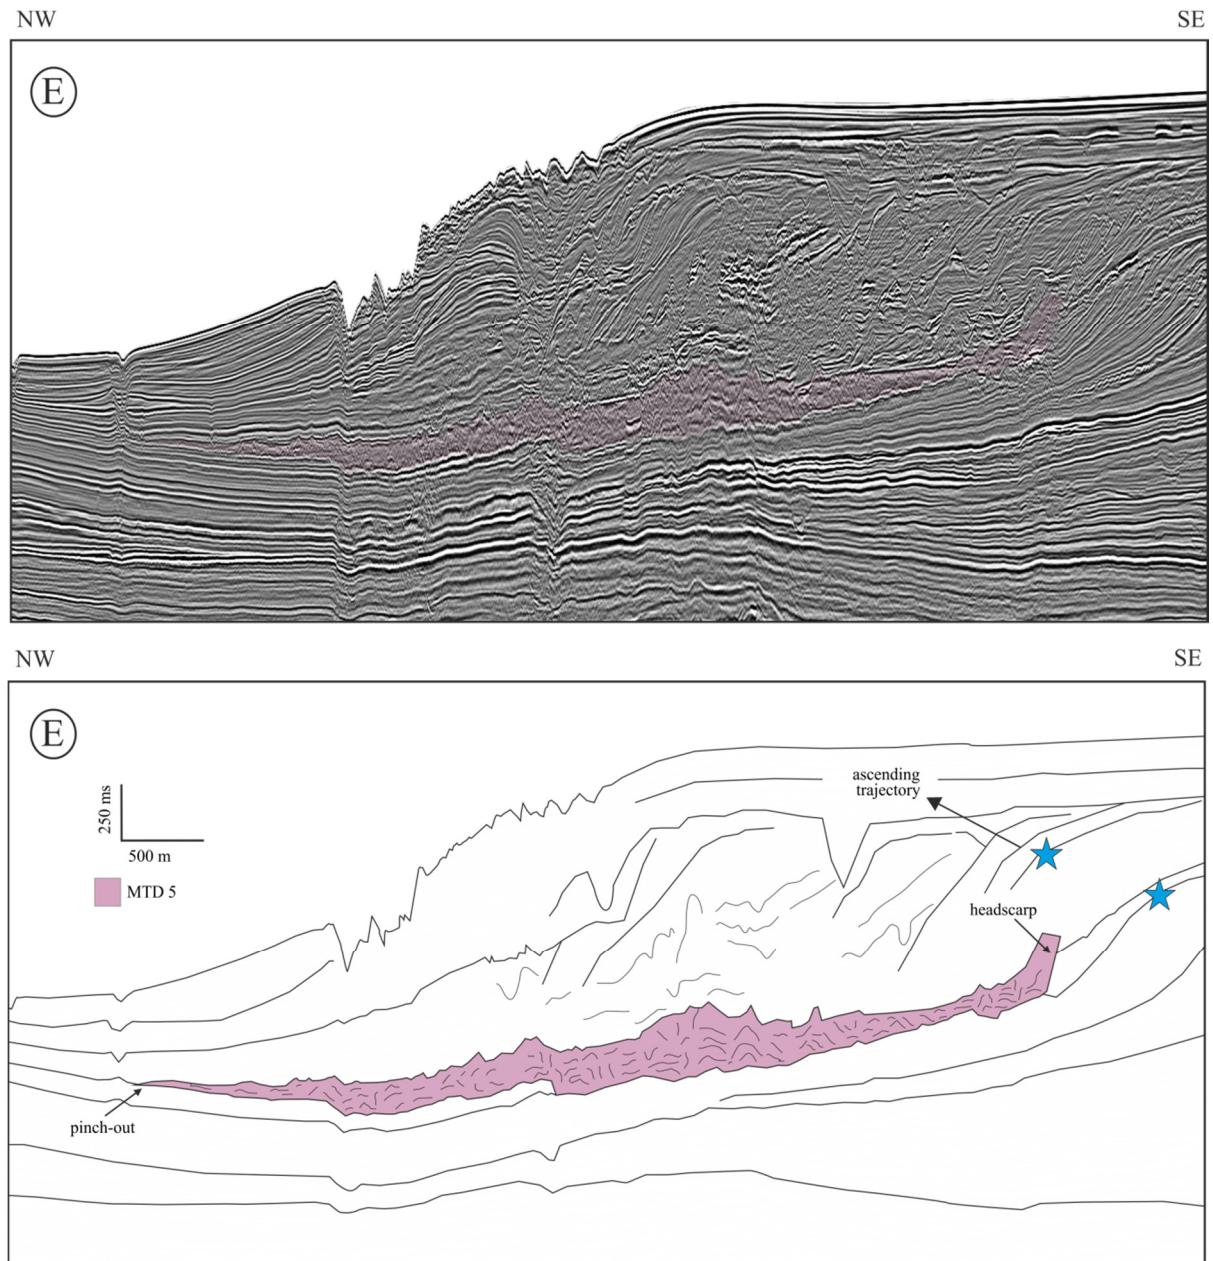 NW SE
E
NW SE
E
ascending
trajectory
250 ms
500 m
MTD 5
headscarp
pinch-out